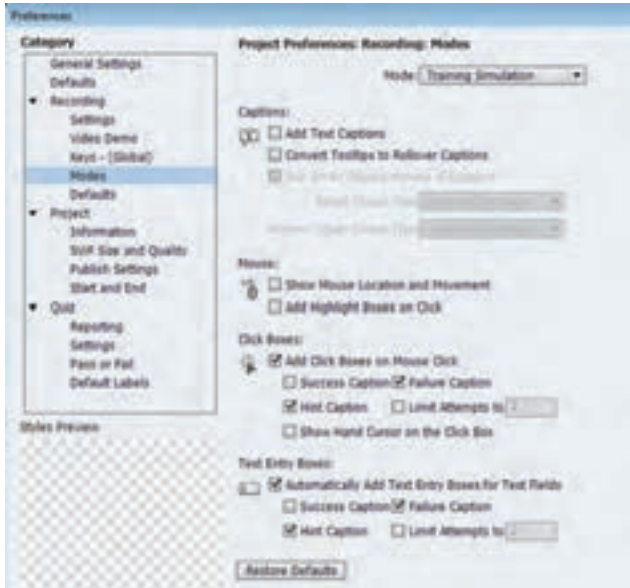 Preferences
Category
General Settings
Defaults
Recording
Settings
Video Demo
Keys - (Global)
Modes
Defaults
Project
Information
SWF Size and Quality
Publish Settings
Start and End
Quiz
Reporting
Settings
Pass or Fail
Default Labels
Styles Preview
Project Preferences: Recording: Modes
Mode: Training Simulation
Captions:
Add Text Captions
Convert Tooltips to Rollover Captions
Mouse:
Show Mouse Location and Movement
Add Highlight Boxes on Click
Click Boxes:
Add Click Boxes on Mouse Click
Success Caption Failure Caption
Hint Caption Limit Attempts to
Show Hand Cursor on the Click Box
Text Entry Boxes:
Automatically Add Text Entry Boxes for Text Fields
Success Caption Failure Caption
Hint Caption Limit Attempts to
Restore Defaults